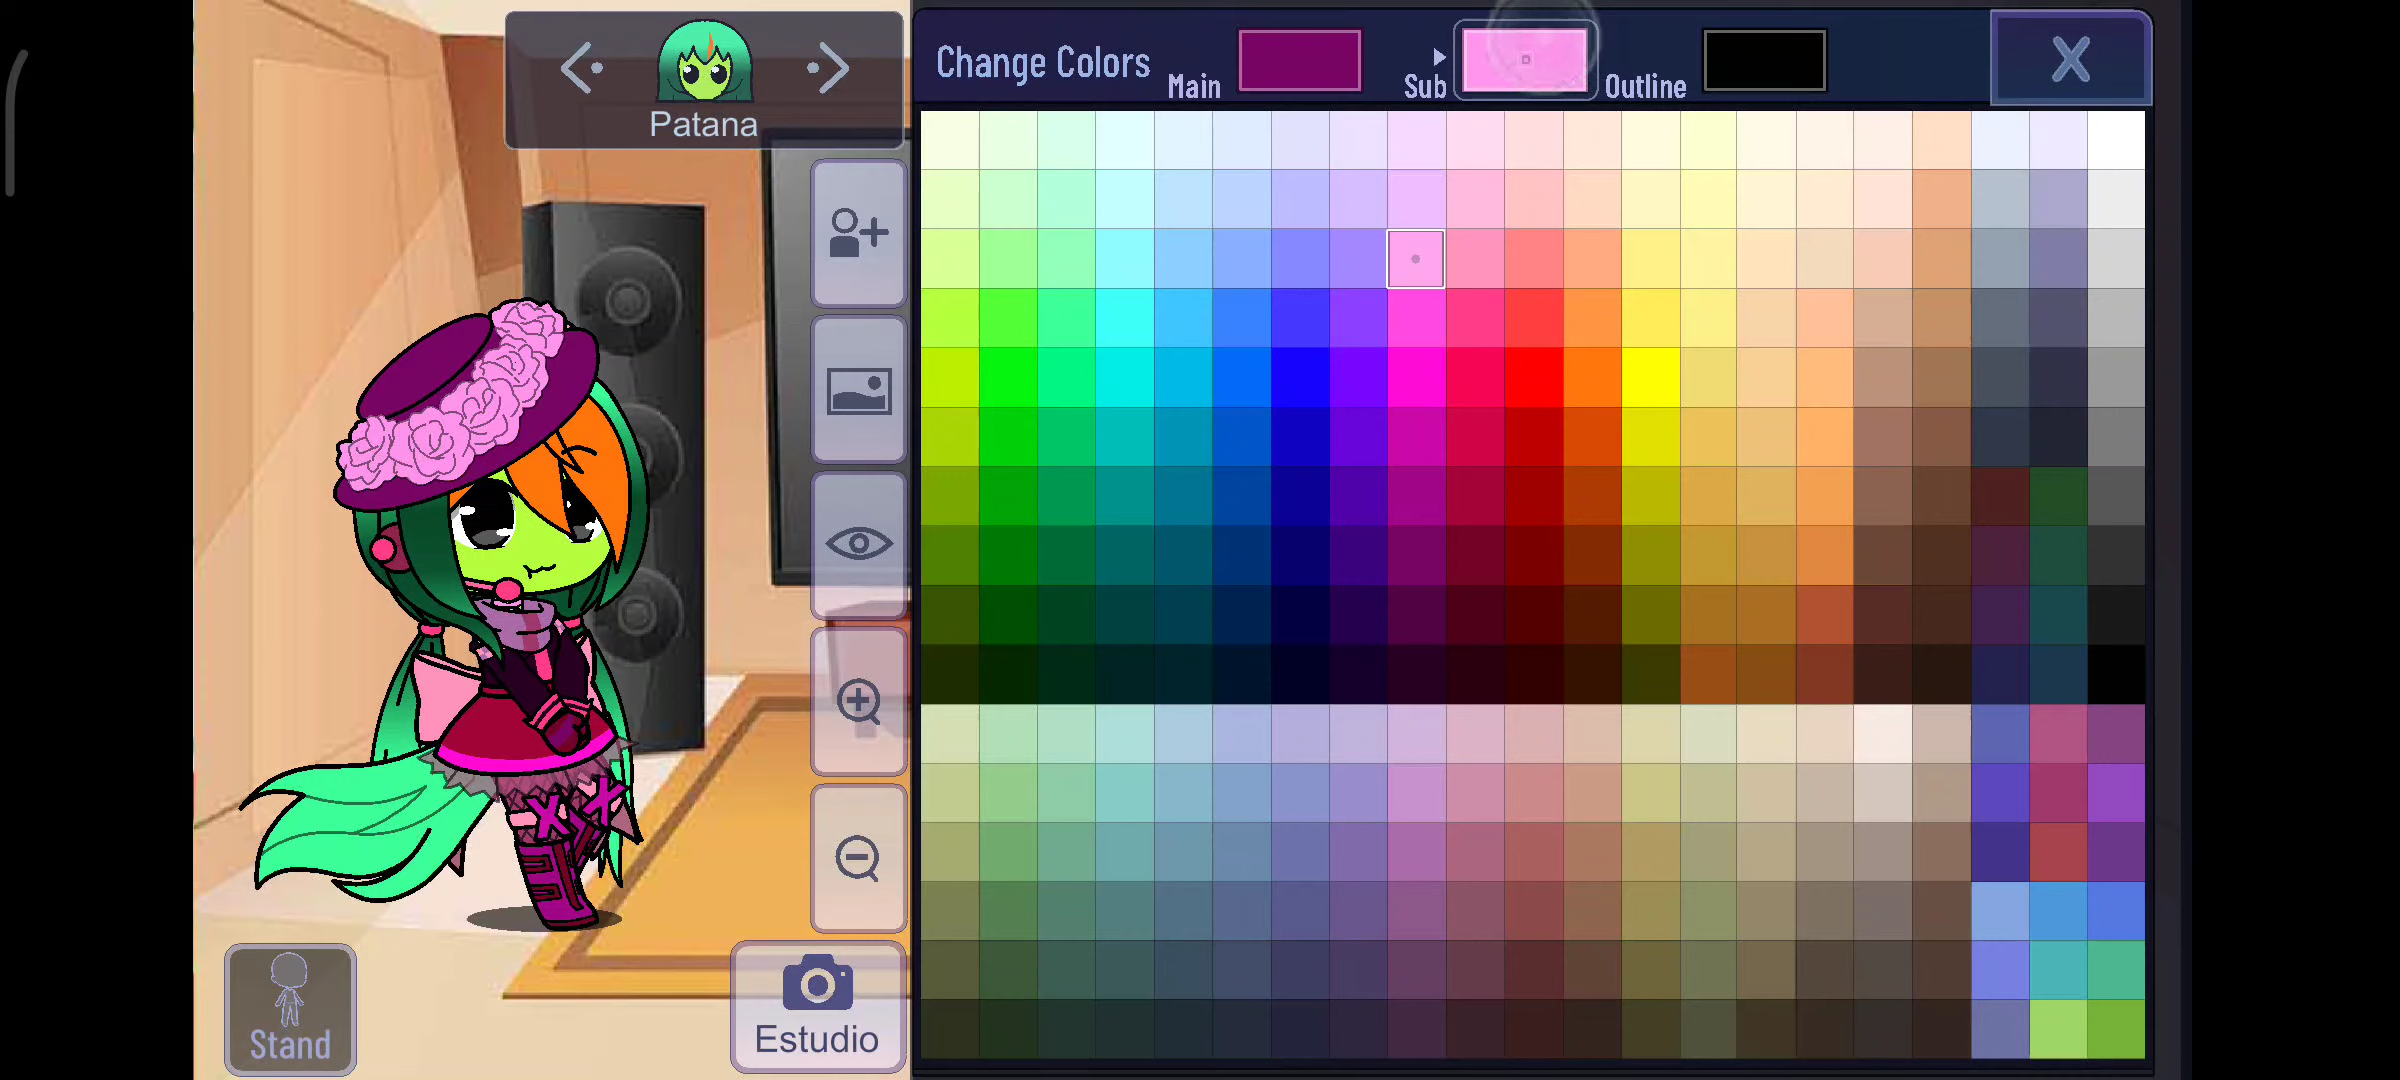 Patana
Change Colors
Main
Sub
Outline
X
Stand
Estudio